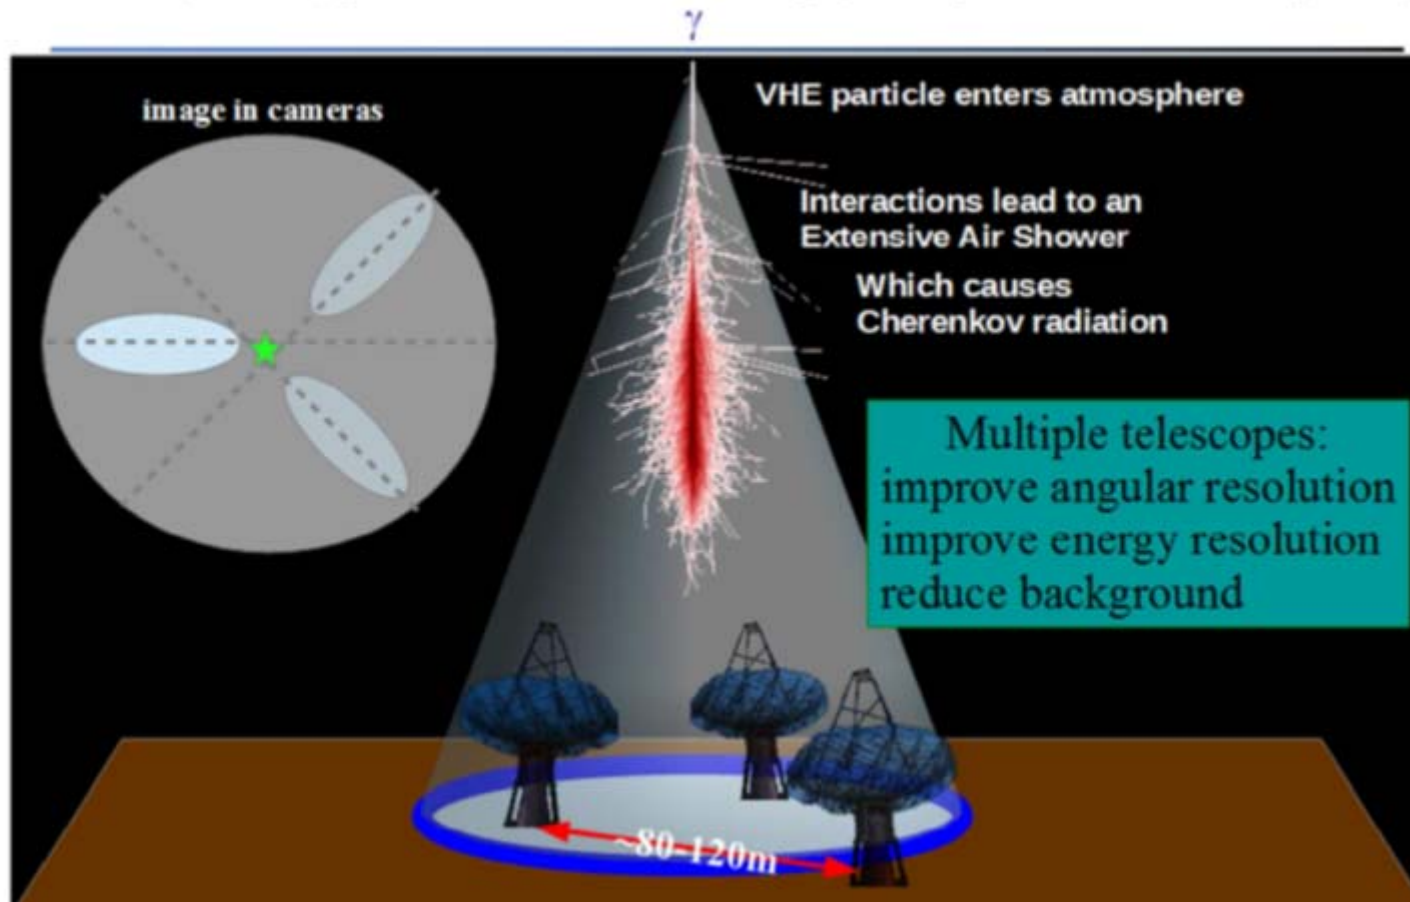 γ
image in cameras
VHE particle enters atmosphere
Interactions lead to an
Extensive Air Shower
Which causes
Cherenkov radiation
Multiple telescopes:
improve angular resolution
improve energy resolution
reduce background
~80-120m